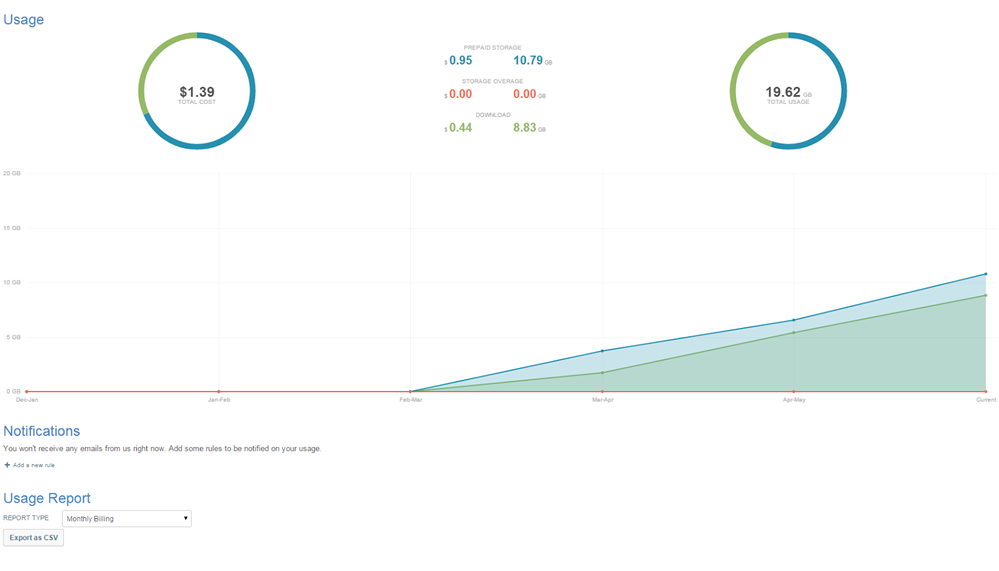 Usage
$1.39
TOTAL COST
PREPAID STORAGE
$ 0.95 10.79 GB
STORAGE OVERAGE
$ 0.00 0.00 GB
DOWNLOAD
$ 0.44 8.83 GB
19.62 GB
TOTAL USAGE
20 GB
15 GB
10 GB
5 GB
0 GB
Dec-Jan Jan-Feb Feb-Mar Mar-Apr Apr-May Current
Notifications
You won't receive any emails from us right now. Add some rules to be notified on your usage.
+ Add a new rule
Usage Report
REPORT TYPE Monthly Billing
Export as CSV